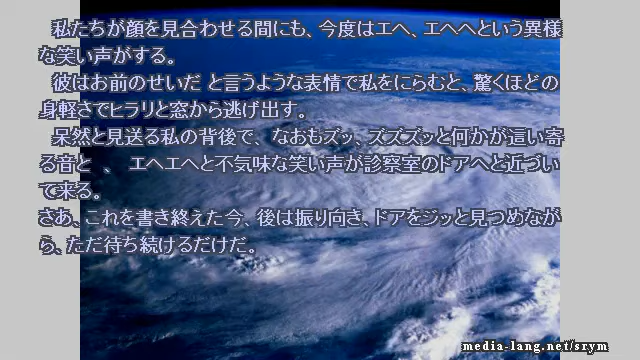 私たちが顔を見合わせる間にも、今度はエヘ、エヘヘという異様
な笑い声がする。
彼はお前のせいだ と言うような表情で私をにらむと、驚くほどの
身軽さでヒラリと窓から逃げ出す。
呆然と見送る私の背後で、なおもズッ、ズズズッと何かが這い寄
る音と 、 エヘエヘと不気味な笑い声が診察室のドアへと近づい
て来る。
さあ、これを書き終えた今、後は振り向き、ドアをジッと見つめなが
ら、ただ待ち続けるだけだ。
media-lang.net/srym